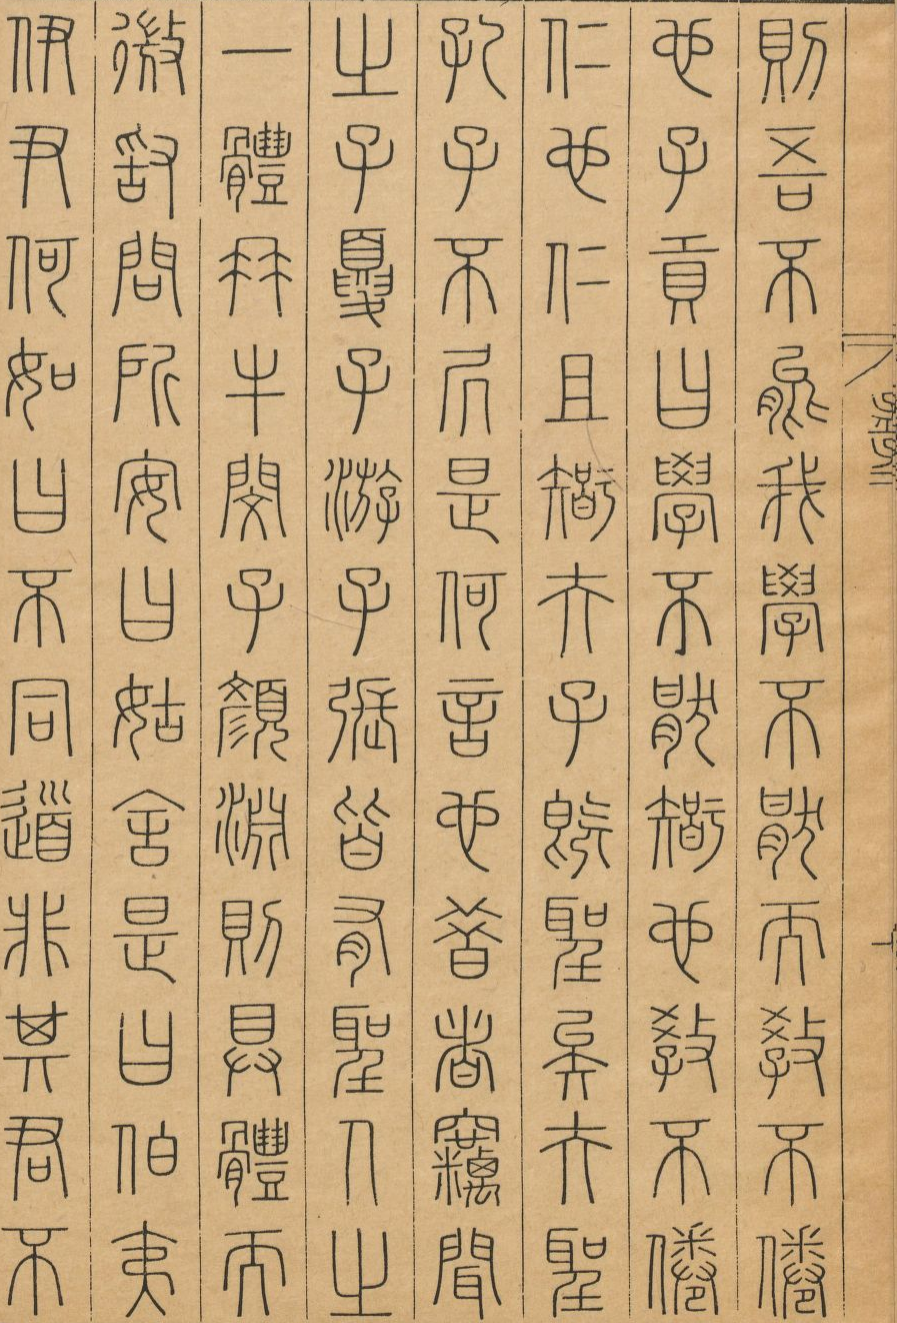 則吾不能我學不厭而教不倦
也子貢曰學不厭智也教不倦
仁也仁且智夫子既聖矣夫聖
孔子不居是何言也昔者竊聞
之子夏子游子張皆有聖人之
一體冉牛閔子顏淵則具體而
微敢問所安曰姑舍是曰伯夷
伊尹何如曰不同道非其君不